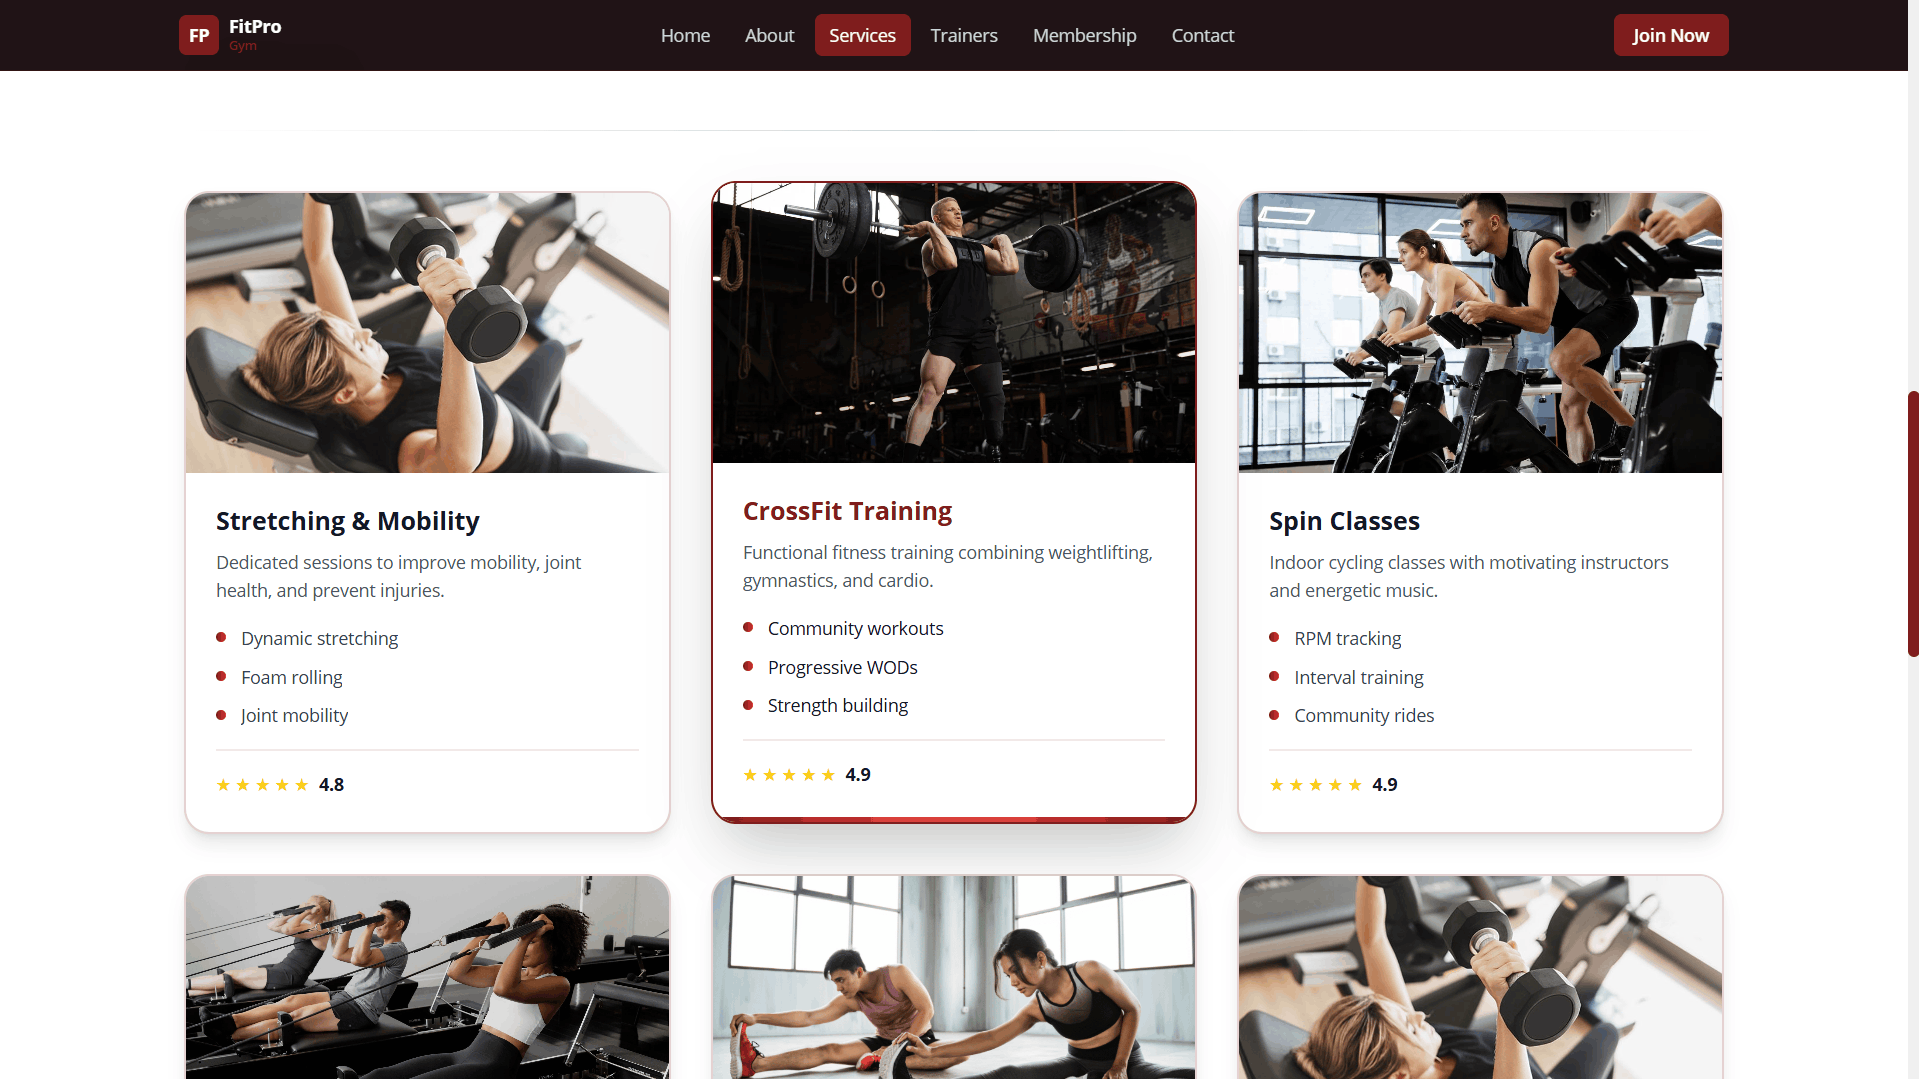 FP
FitPro
Gym
Home
About
Services
Trainers
Membership
Contact
Join Now
Stretching & Mobility
Dedicated sessions to improve mobility, joint
health, and prevent injuries.
Dynamic stretching
Foam rolling
Joint mobility
★★★★★ 4.8
CrossFit Training
Functional fitness training combining weightlifting,
gymnastics, and cardio.
Community workouts
Progressive WODs
Strength building
★★★★★ 4.9
Spin Classes
Indoor cycling classes with motivating instructors
and energetic music.
RPM tracking
Interval training
Community rides
★★★★★ 4.9